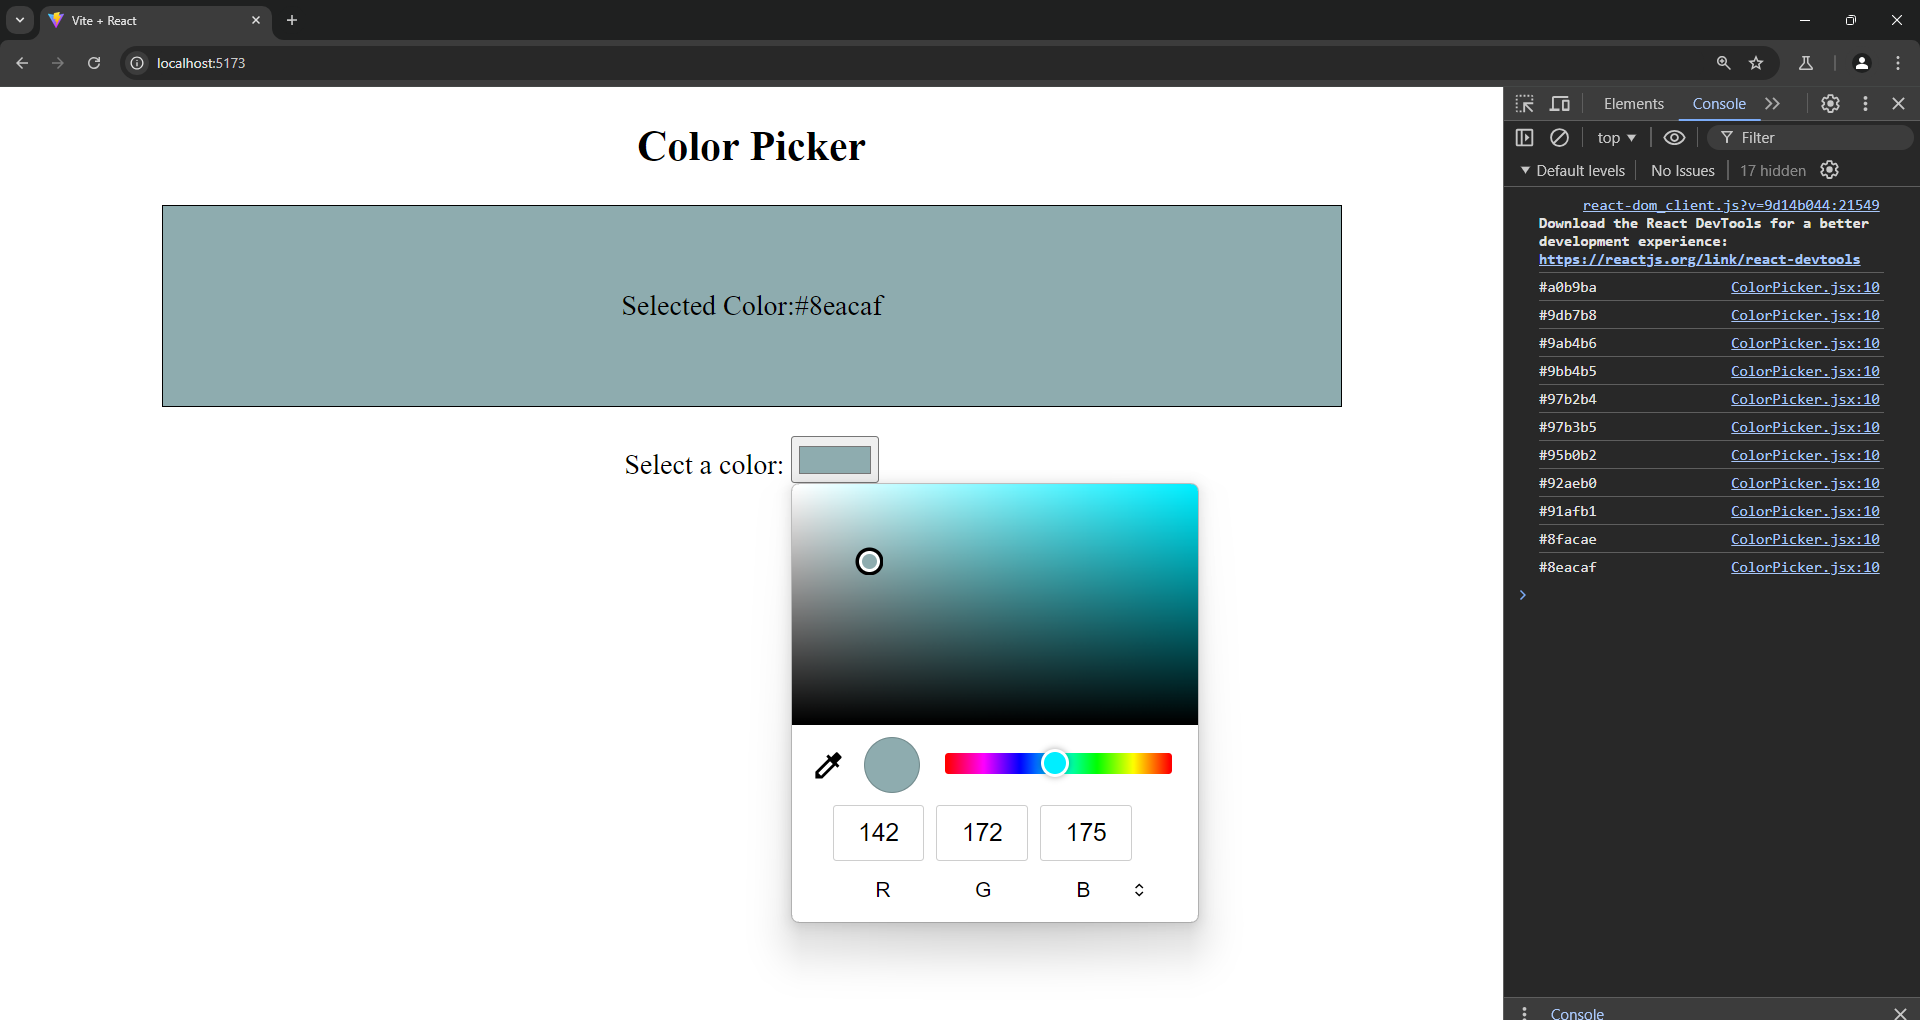 Vite + React
localhost:5173
Color Picker
Selected Color:#8eacaf
Select a color:
142 172 175
R G B
Elements Console
top Filter
Default levels No Issues 17 hidden
react-dom_client.js?v=9d14b044:21549
Download the React DevTools for a better
development experience:
https://reactjs.org/link/react-devtools
#a0b9ba ColorPicker.jsx:10
#9db7b8 ColorPicker.jsx:10
#9ab4b6 ColorPicker.jsx:10
#9bb4b5 ColorPicker.jsx:10
#97b2b4 ColorPicker.jsx:10
#97b3b5 ColorPicker.jsx:10
#95b0b2 ColorPicker.jsx:10
#92aeb0 ColorPicker.jsx:10
#91afb1 ColorPicker.jsx:10
#8facae ColorPicker.jsx:10
#8eacaf ColorPicker.jsx:10
Console